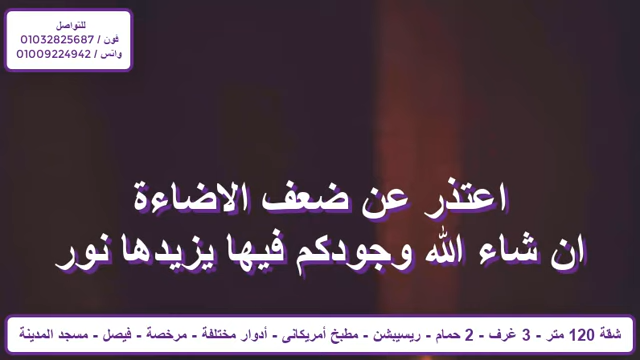 للتواصل
فون / 01032825687
واتس / 01009224942
اعتذر عن ضعف الاضاءة
ان شاء الله وجودكم فيها يزيدها نور
شقة 120 متر - 3 غرف - 2 حمام - ريسيبشن - مطبخ أمريكانى - أدوار مختلفة - مرخصة - فيصل - مسجد المدينة